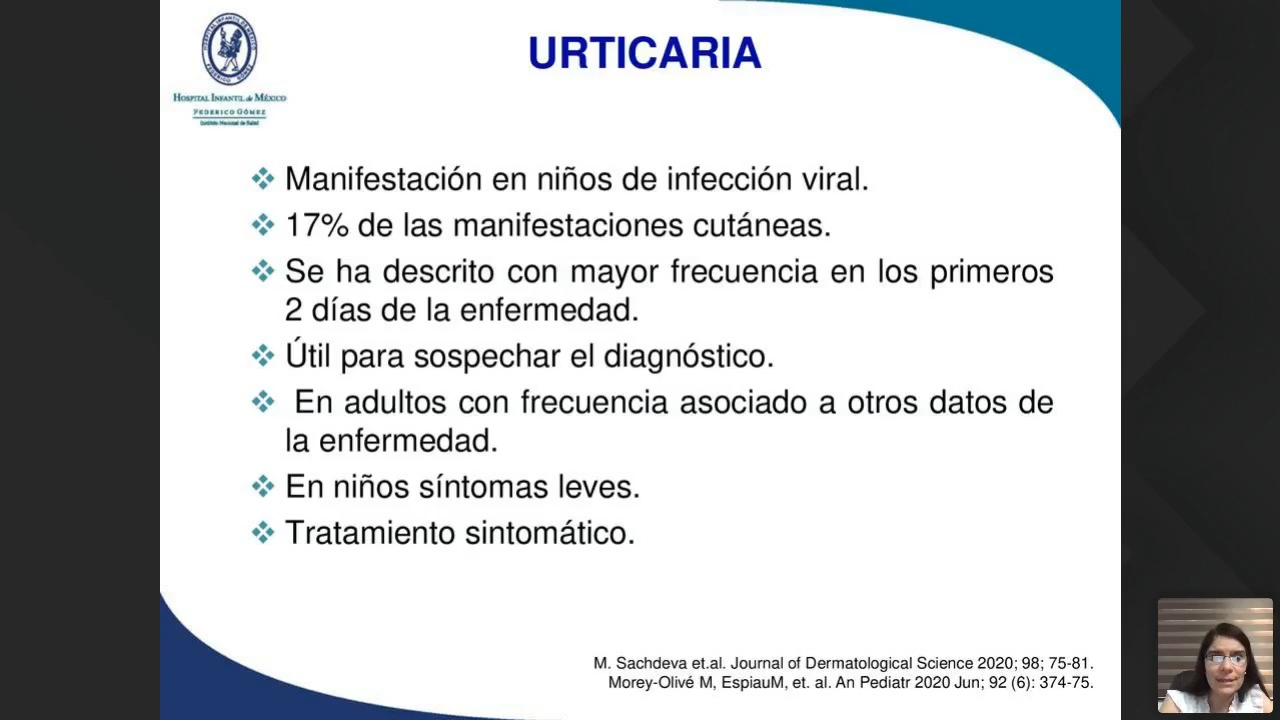 URTICARIA
HOSPITAL INFANTIL de MÉXICO
FEDERICO GÓMEZ
Instituto Nacional de Salud
Manifestación en niños de infección viral.
17% de las manifestaciones cutáneas.
Se ha descrito con mayor frecuencia en los primeros
2 días de la enfermedad.
Útil para sospechar el diagnóstico.
En adultos con frecuencia asociado a otros datos de
la enfermedad.
En niños síntomas leves.
Tratamiento sintomático.
M. Sachdeva et.al. Journal of Dermatological Science 2020; 98; 75-81.
Morey-Olivé M, EspiauM, et. al. An Pediatr 2020 Jun; 92 (6): 374-75.